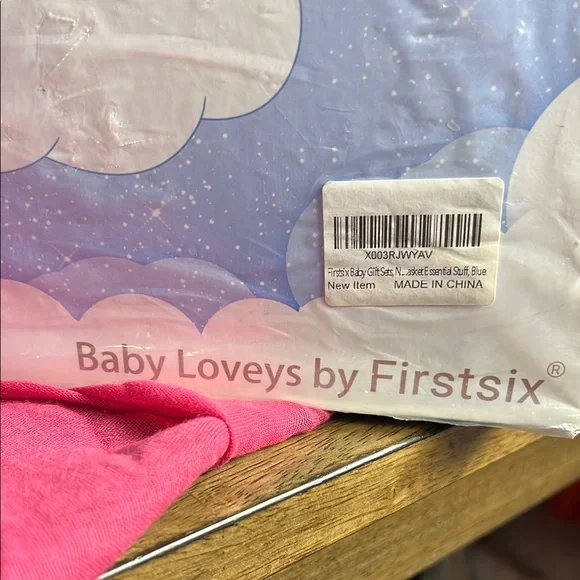 X003RJWYAV
Firstsix Baby Gift Sets, N...asket Essential Stuff, Blue
New Item MADE IN CHINA
Baby Loveys by Firstsix®